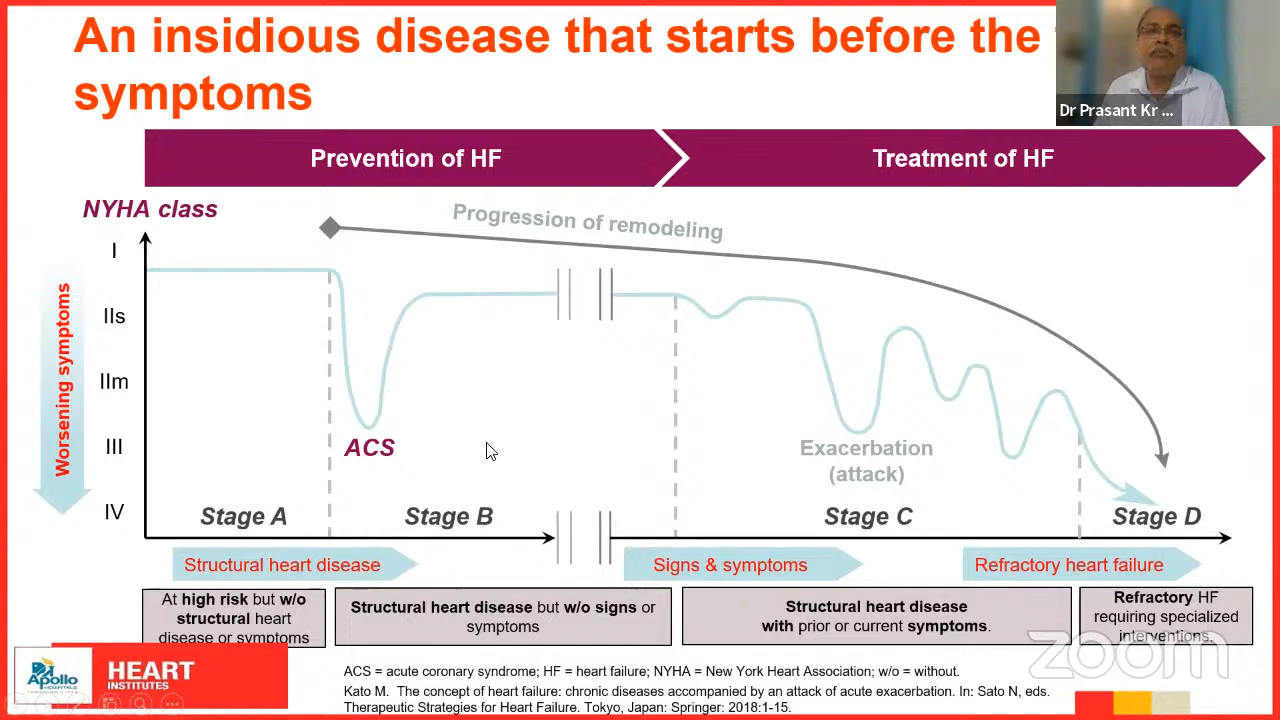 An insidious disease that starts before the
symptoms
Dr Prasant Kr ...
Prevention of HF
Treatment of HF
NYHA class
Progression of remodeling
I
IIs
IIm
III
IV
Worsening symptoms
ACS
Exacerbation
(attack)
Stage A
Stage B
Stage C
Stage D
Structural heart disease
Signs & symptoms
Refractory heart failure
At high risk but w/o
structural heart
disease or symptoms
Structural heart disease but w/o signs or
symptoms
Structural heart disease
with prior or current symptoms.
Refractory HF
requiring specialized
interventions.
zoom
Apollo
HOSPITALS
HEART
INSTITUTES
ACS = acute coronary syndrome; HF = heart failure; NYHA = New York Heart Association; w/o = without.
Kato M. The concept of heart failure: chronic diseases accompanied by an attack of acute exacerbation. In: Sato N, eds.
Therapeutic Strategies for Heart Failure. Tokyo, Japan: Springer: 2018:1-15.